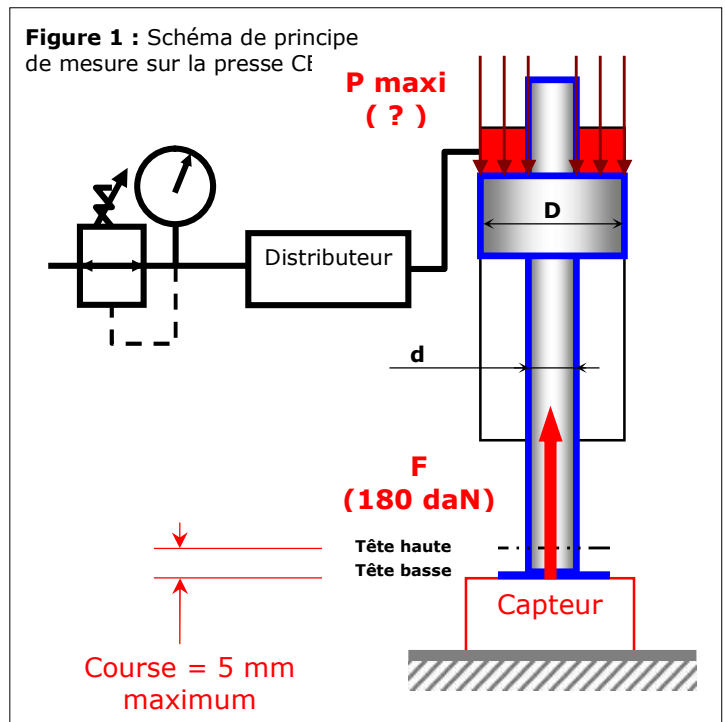 Figure 1 : Schéma de principe
de mesure sur la presse
P maxi
( ? )
D
Distributeur
d
F
(180 daN)
Tête haute
Tête basse
Capteur
Course = 5 mm
maximum